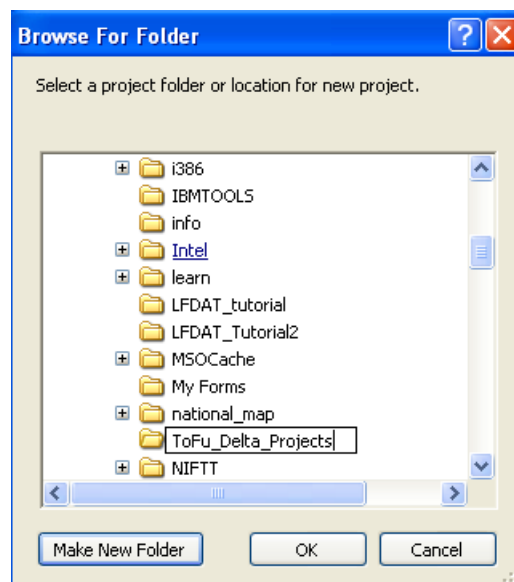 Browse For Folder
Select a project folder or location for new project.
i386
IBMTOOLS
info
Intel
learn
LFDAT_tutorial
LFDAT_Tutorial2
MSOCache
My Forms
national_map
ToFu_Delta_Projects
NIFTT
Make New Folder OK Cancel